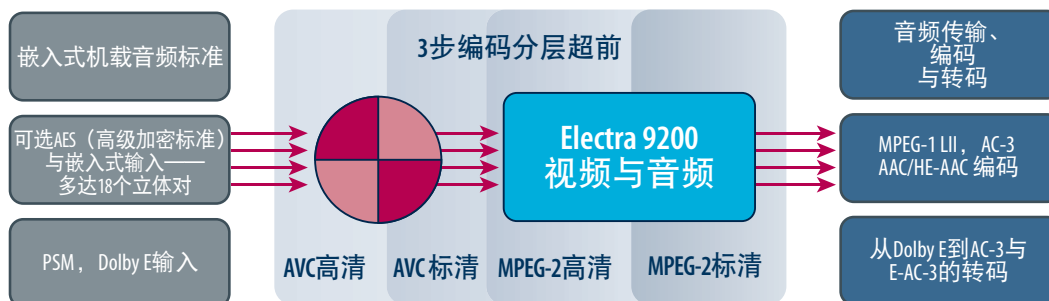 嵌入式机载音频标准
可选AES（高级加密标准）
与嵌入式输入——
多达18个立体对
PSM，Dolby E输入
3步编码分层超前
Electra 9200
视频与音频
AVC高清
AVC标清
MPEG-2高清
MPEG-2标清
音频传输、
编码
与转码
MPEG-1 LII，AC-3
AAC/HE-AAC 编码
从Dolby E到AC-3与
E-AC-3的转码